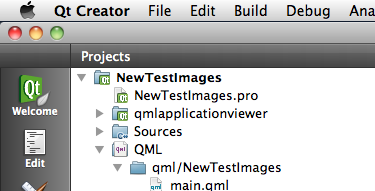 Qt Creator File Edit Build Debug Ana
Projects
NewTestImages
Qt
NewTestImages.pro
Welcome
qmlapplicationviewer
Sources
QML
Edit
qml/NewTestImages
main.qml